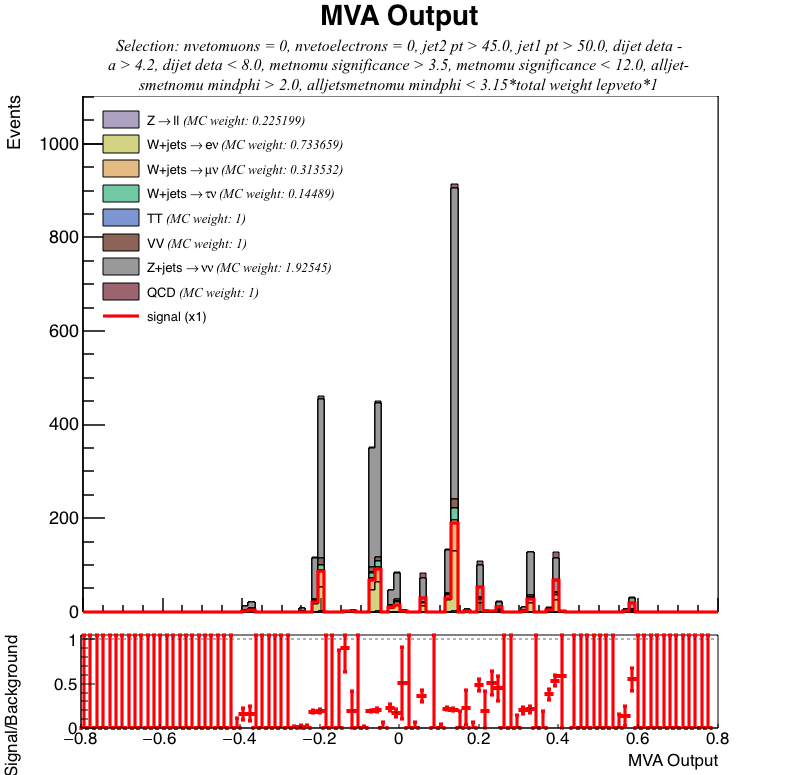 MVA Output
Selection: nvetomuons = 0, nvetoelectrons = 0, jet2 pt > 45.0, jet1 pt > 50.0, dijet deta -
a > 4.2, dijet deta < 8.0, metnomu significance > 3.5, metnomu significance < 12.0, alljet-
smetnomu mindphi > 2.0, alljetsmetnomu mindphi < 3.15*total weight lepveto*1
Events
1000
800
600
400
200
0
Z→ll (MC weight: 0.225199)
W+jets→eν (MC weight: 0.733659)
W+jets→μν (MC weight: 0.313532)
W+jets→τν (MC weight: 0.14489)
TT (MC weight: 1)
VV (MC weight: 1)
Z+jets→νν (MC weight: 1.92545)
QCD (MC weight: 1)
signal (x1)
Signal/Background
1
0.5
0
−0.8 −0.6 −0.4 −0.2 0 0.2 0.4 0.6 0.8
MVA Output